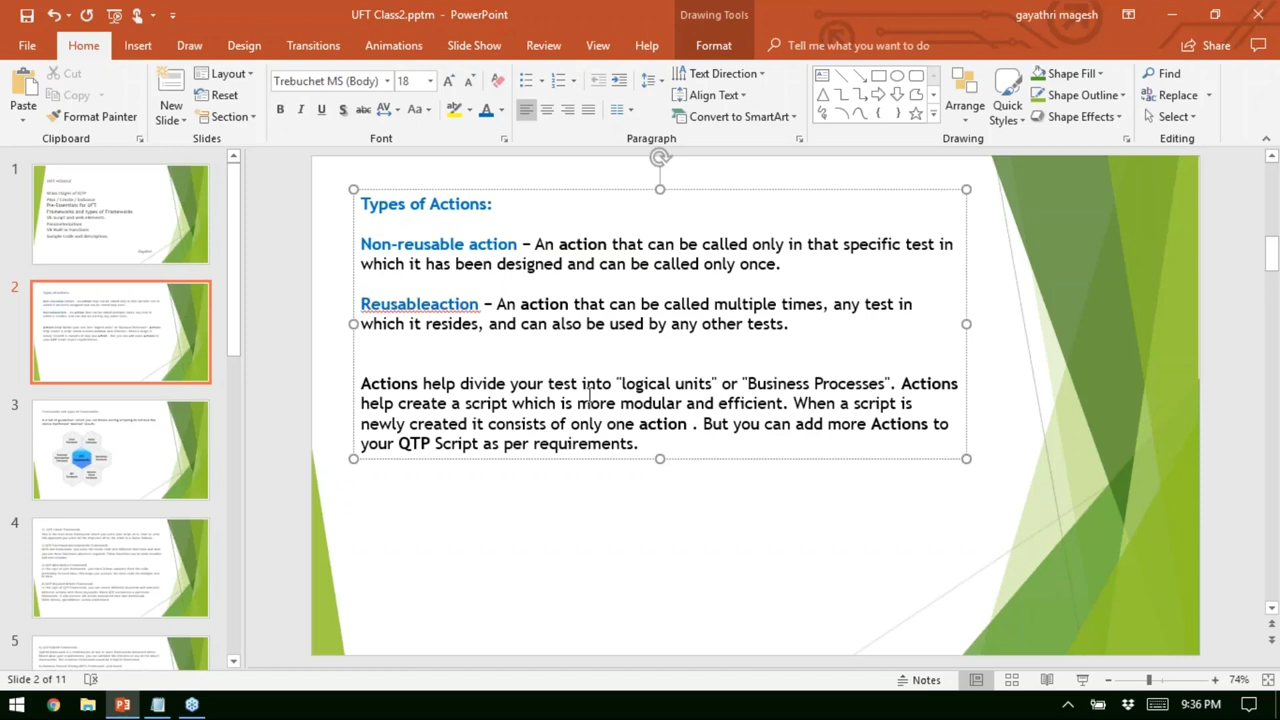 UFT Class2.pptm - PowerPoint
Drawing Tools
gayathri magesh
File Home Insert Draw Design Transitions Animations Slide Show Review View Help Format Tell me what you want to do Share
Paste
Cut
Copy
Format Painter
Clipboard
New
Slide
Layout
Reset
Section
Slides
Trebuchet MS (Body) 18
B I U S abc AV Aa A
Font
Text Direction
Align Text
Convert to SmartArt
Paragraph
Arrange
Quick
Styles
Shape Fill
Shape Outline
Shape Effects
Drawing
Find
Replace
Select
Editing
1
2
3
4
5
Types of Actions:
Non-reusable action – An action that can be called only in that specific test in
which it has been designed and can be called only once.
Reusableaction – An action that can be called multiple times, any test in
which it resides, and can also be used by any other tests.
Actions help divide your test into "logical units" or "Business Processes". Actions
help create a script which is more modular and efficient. When a script is
newly created it consists of only one action . But you can add more Actions to
your QTP Script as per requirements.
Slide 2 of 11
Notes
74%
9:36 PM